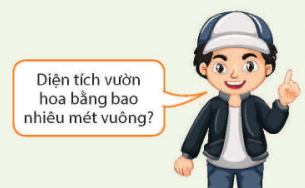 Diện tích vườn
hoa bằng bao
nhiêu mét vuông?